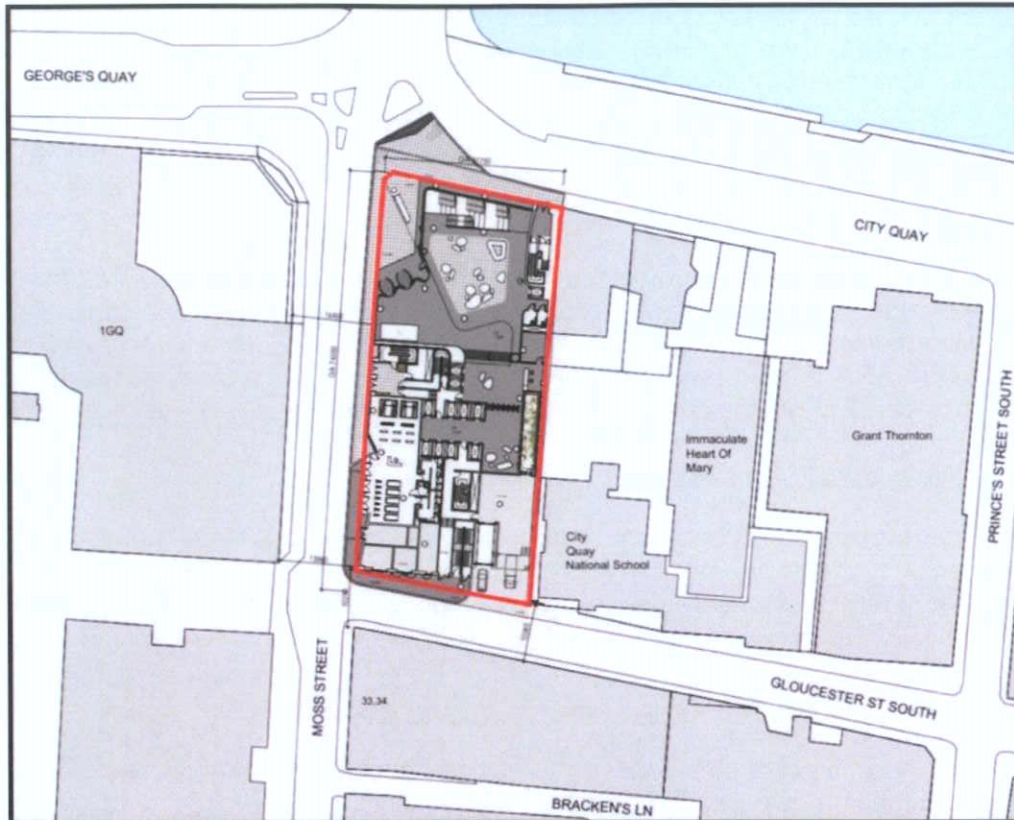 GEORGE'S QUAY
CITY QUAY
1GQ
Immaculate
Heart Of
Mary
Grant Thornton
PRINCE'S STREET SOUTH
City
Quay
National School
MOSS STREET
GLOUCESTER ST SOUTH
33.34
BRACKEN'S LN